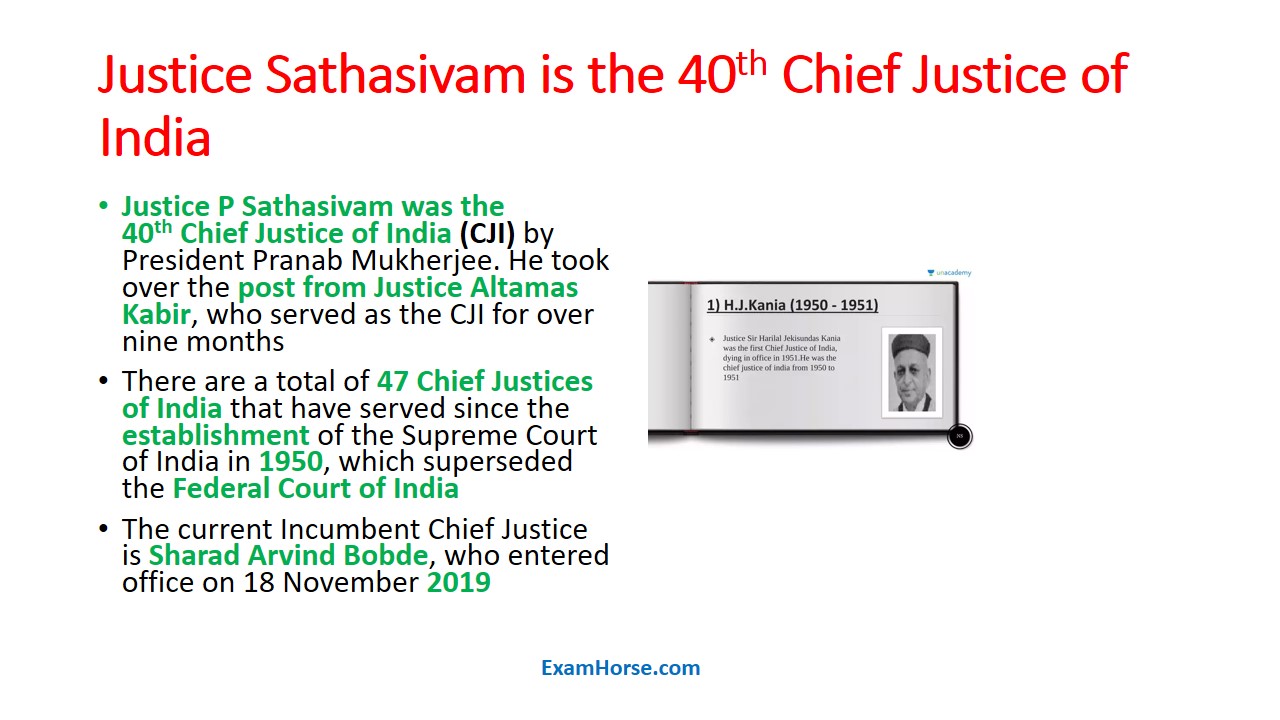 Justice Sathasivam is the 40th Chief Justice of
India
• Justice P Sathasivam was the
40th Chief Justice of India (CJI) by
President Pranab Mukherjee. He took
over the post from Justice Altamas
Kabir, who served as the CJI for over
nine months
• There are a total of 47 Chief Justices
of India that have served since the
establishment of the Supreme Court
of India in 1950, which superseded
the Federal Court of India
• The current Incumbent Chief Justice
is Sharad Arvind Bobde, who entered
office on 18 November 2019
unacademy
1) H.J.Kania (1950 - 1951)
Justice Sir Harilal Jekisundas Kania
was the first Chief Justice of India,
dying in office in 1951.He was the
chief justice of india from 1950 to
1951
ExamHorse.com